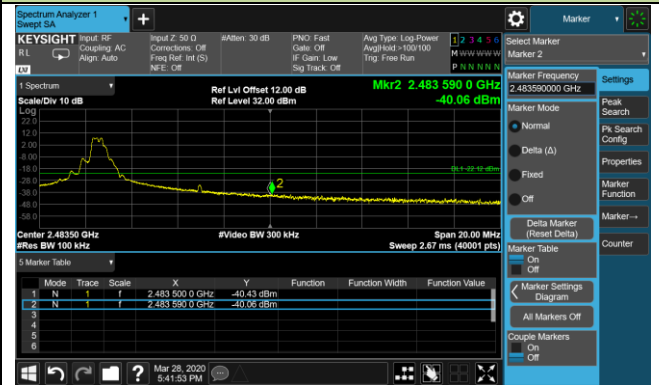 Spectrum Analyzer 1
Swept SA
Marker
KEYSIGHT
R L
LXI
Input: RF
Coupling: AC
Align: Auto
Input Z: 50 Ω
Corrections: Off
Freq Ref: Int (S)
NFE: Off
#Atten: 30 dB
PNO: Fast
Gate: Off
IF Gain: Low
Sig Track: Off
Avg Type: Log-Power
Avg|Hold:>100/100
Trig: Free Run
1 2 3 4 5 6
M W W W W W
P N N N N N
Select Marker
Marker 2
1 Spectrum
Scale/Div 10 dB
Log
Ref Lvl Offset 12.00 dB
Ref Level 32.00 dBm
Mkr2 2.483 590 0 GHz
-40.06 dBm
22.0
12.0
2.00
-8.00
-18.0
-28.0
-38.0
-48.0
-58.0
DL1 -22.12 dBm
2
Center 2.48350 GHz
#Res BW 100 kHz
#Video BW 300 kHz
Span 20.00 MHz
Sweep 2.67 ms (40001 pts)
5 Marker Table
Mode Trace Scale X Y Function Function Width Function Value
1 N 1 f 2.483 500 0 GHz -40.43 dBm
2 N 1 f 2.483 590 0 GHz -40.06 dBm
3
4
5
6
Marker Frequency
2.483590000 GHz
Marker Mode
Normal
Delta (Δ)
Fixed
Off
Delta Marker
(Reset Delta)
Marker Table
On
Off
Marker Settings
Diagram
All Markers Off
Couple Markers
On
Off
Settings
Peak
Search
Pk Search
Config
Properties
Marker
Function
Marker→
Counter
Mar 28, 2020
5:41:53 PM